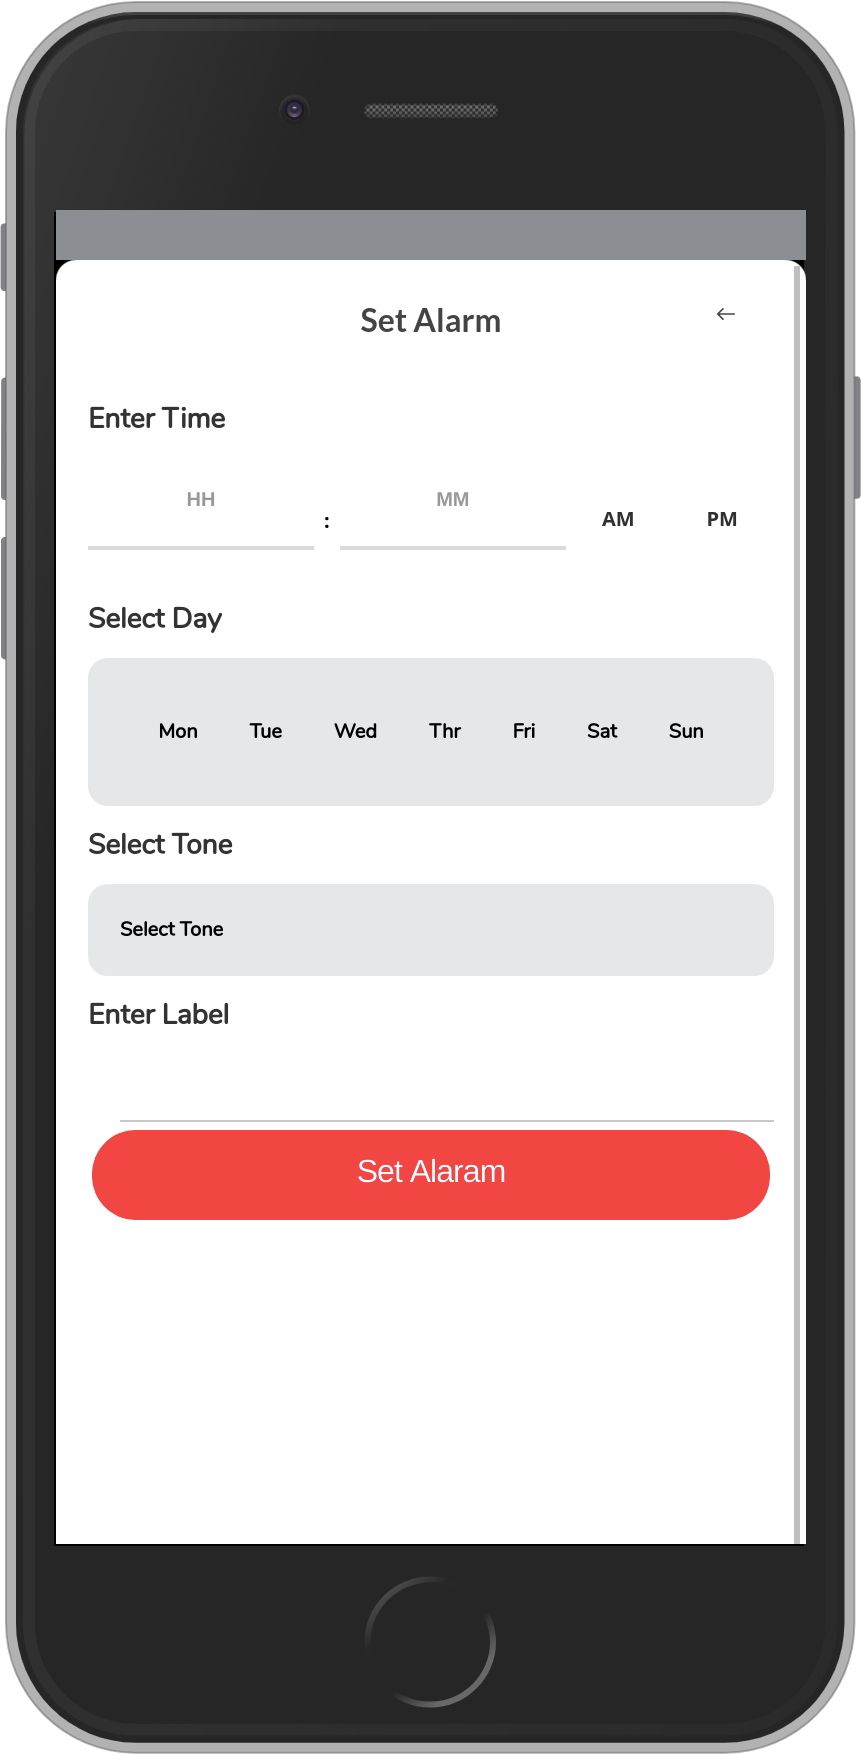 Set Alarm
Enter Time
HH : MM AM PM
Select Day
Mon Tue Wed Thr Fri Sat Sun
Select Tone
Select Tone
Enter Label
Set Alaram